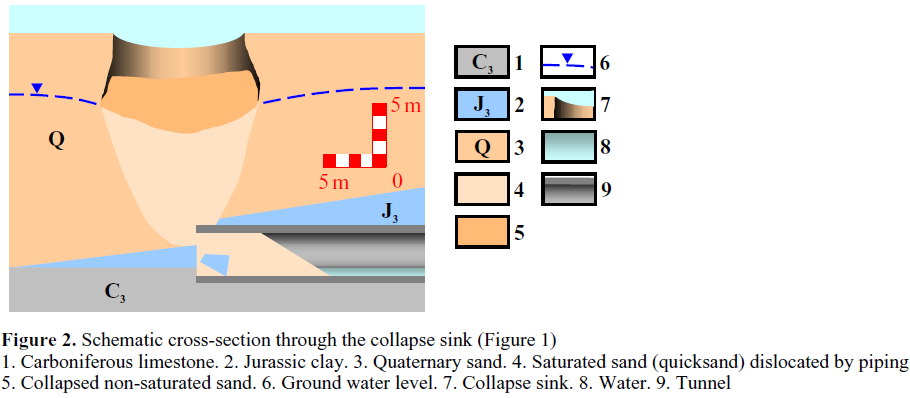 Q
5 m
5 m
0
J3
C3
C3 1
J3 2
Q 3
4
5
6
7
8
9
Figure 2. Schematic cross-section through the collapse sink (Figure 1)
1. Carboniferous limestone. 2. Jurassic clay. 3. Quaternary sand. 4. Saturated sand (quicksand) dislocated by piping
5. Collapsed non-saturated sand. 6. Ground water level. 7. Collapse sink. 8. Water. 9. Tunnel